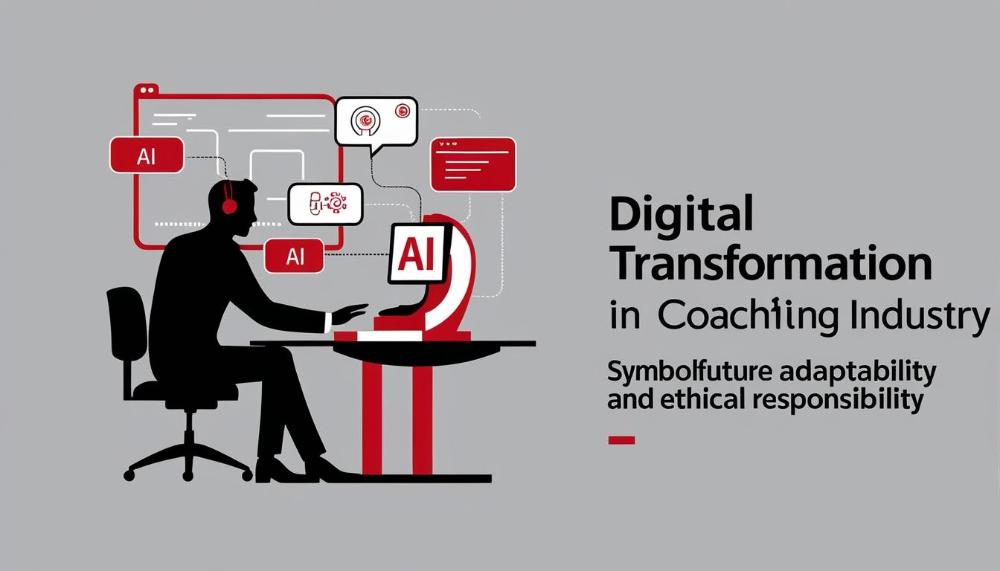 AI
AI
AI
Digital
Transformation
in Coachiing Industry
Symbolfuture adaptability
and ethical responsibility